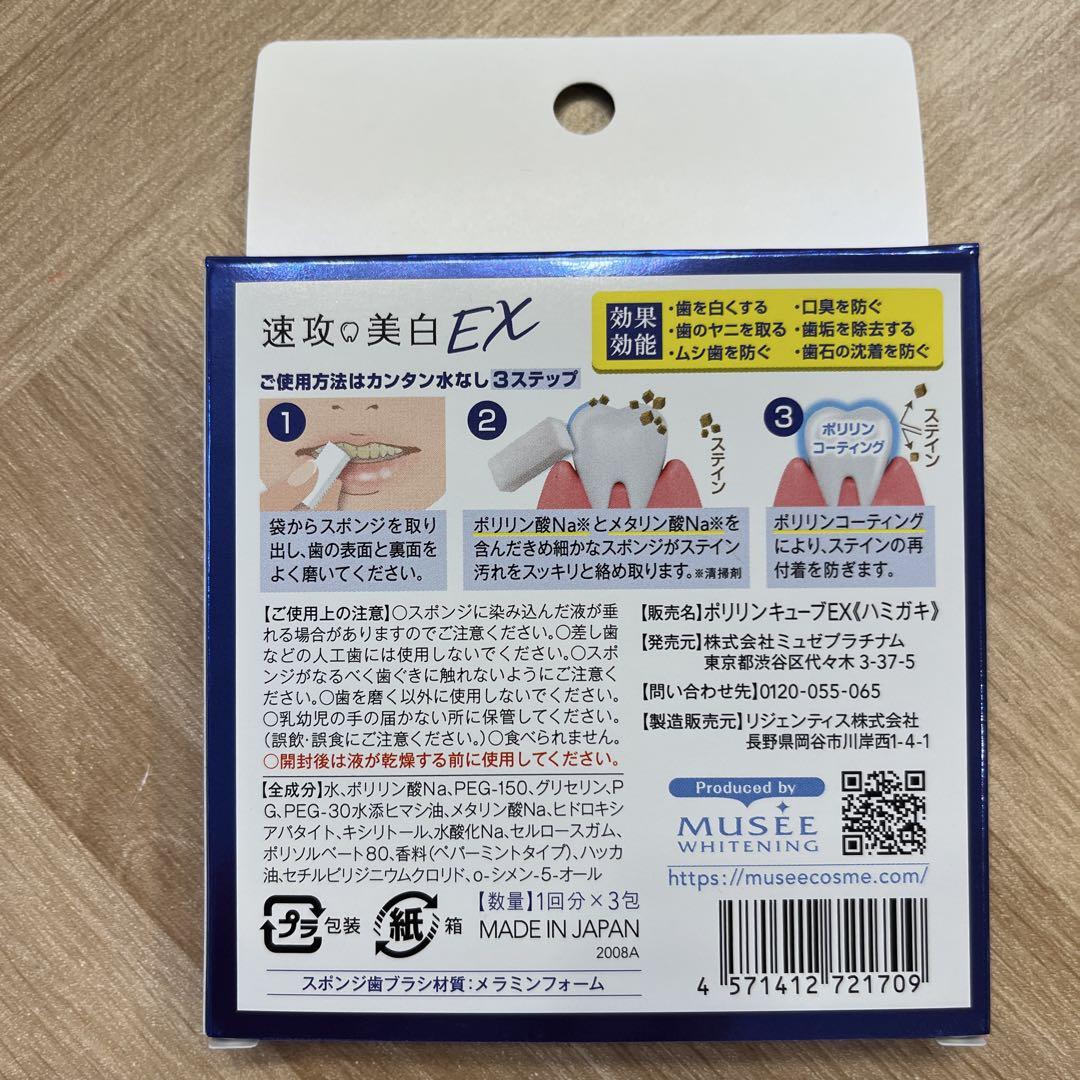 速攻美白EX
効果
効能
・歯を白くする ・口臭を防ぐ
・歯のヤニを取る ・歯垢を除去する
・ムシ歯を防ぐ ・歯石の沈着を防ぐ
ご使用方法はカンタン水なし3ステップ
1
袋からスポンジを取り
出し、歯の表面と裏面を
よく磨いてください。
2
ステイン
ポリリン酸Na※とメタリン酸Na※を
含んだきめ細かなスポンジがステイン
汚れをスッキリと絡め取ります。※清掃剤
3
ポリリン
コーティング
ステイン
ポリリンコーティング
により、ステインの再
付着を防ぎます。
【ご使用上の注意】○スポンジに染み込んだ液が垂
れる場合がありますのでご注意ください。○差し歯
などの人工歯には使用しないでください。○スポ
ンジがなるべく歯ぐきに触れないようにご注意く
ださい。○歯を磨く以外に使用しないでください。
○乳幼児の手の届かない所に保管してください。
(誤飲・誤食にご注意ください。)○食べられません。
○開封後は液が乾燥する前に使用してください。
【全成分】水、ポリリン酸Na、PEG-150、グリセリン、P
G、PEG-30水添ヒマシ油、メタリン酸Na、ヒドロキシ
アパタイト、キシリトール、水酸化Na、セルロースガム、
ポリソルベート80、香料(ペパーミントタイプ)、ハッカ
油、セチルピリジニウムクロリド、o-シメン-5-オール
プラ 包装 紙 箱
【数量】1回分×3包
MADE IN JAPAN
2008A
スポンジ歯ブラシ材質:メラミンフォーム
【販売名】ポリリンキューブEX《ハミガキ》
【発売元】株式会社ミュゼプラチナム
東京都渋谷区代々木 3-37-5
【問い合わせ先】0120-055-065
【製造販売元】リジェンティス株式会社
長野県岡谷市川岸西1-4-1
Produced by
MUSEE
WHITENING
https://museecosme.com/
4 571412 721709